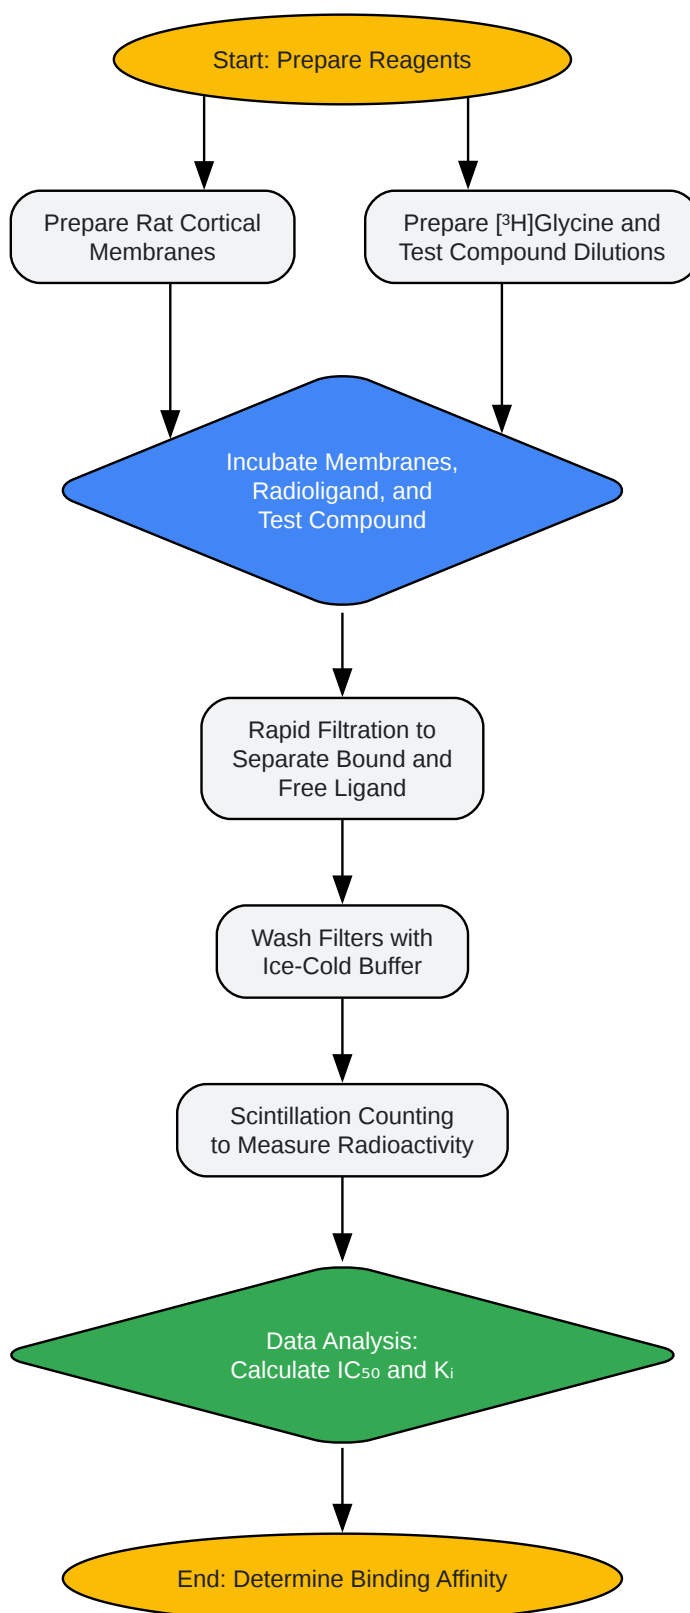 Start: Prepare Reagents
Prepare Rat Cortical
Membranes
Prepare [³H]Glycine and
Test Compound Dilutions
Incubate Membranes,
Radioligand, and
Test Compound
Rapid Filtration to
Separate Bound and
Free Ligand
Wash Filters with
Ice-Cold Buffer
Scintillation Counting
to Measure Radioactivity
Data Analysis:
Calculate IC₅₀ and Kᵢ
End: Determine Binding Affinity